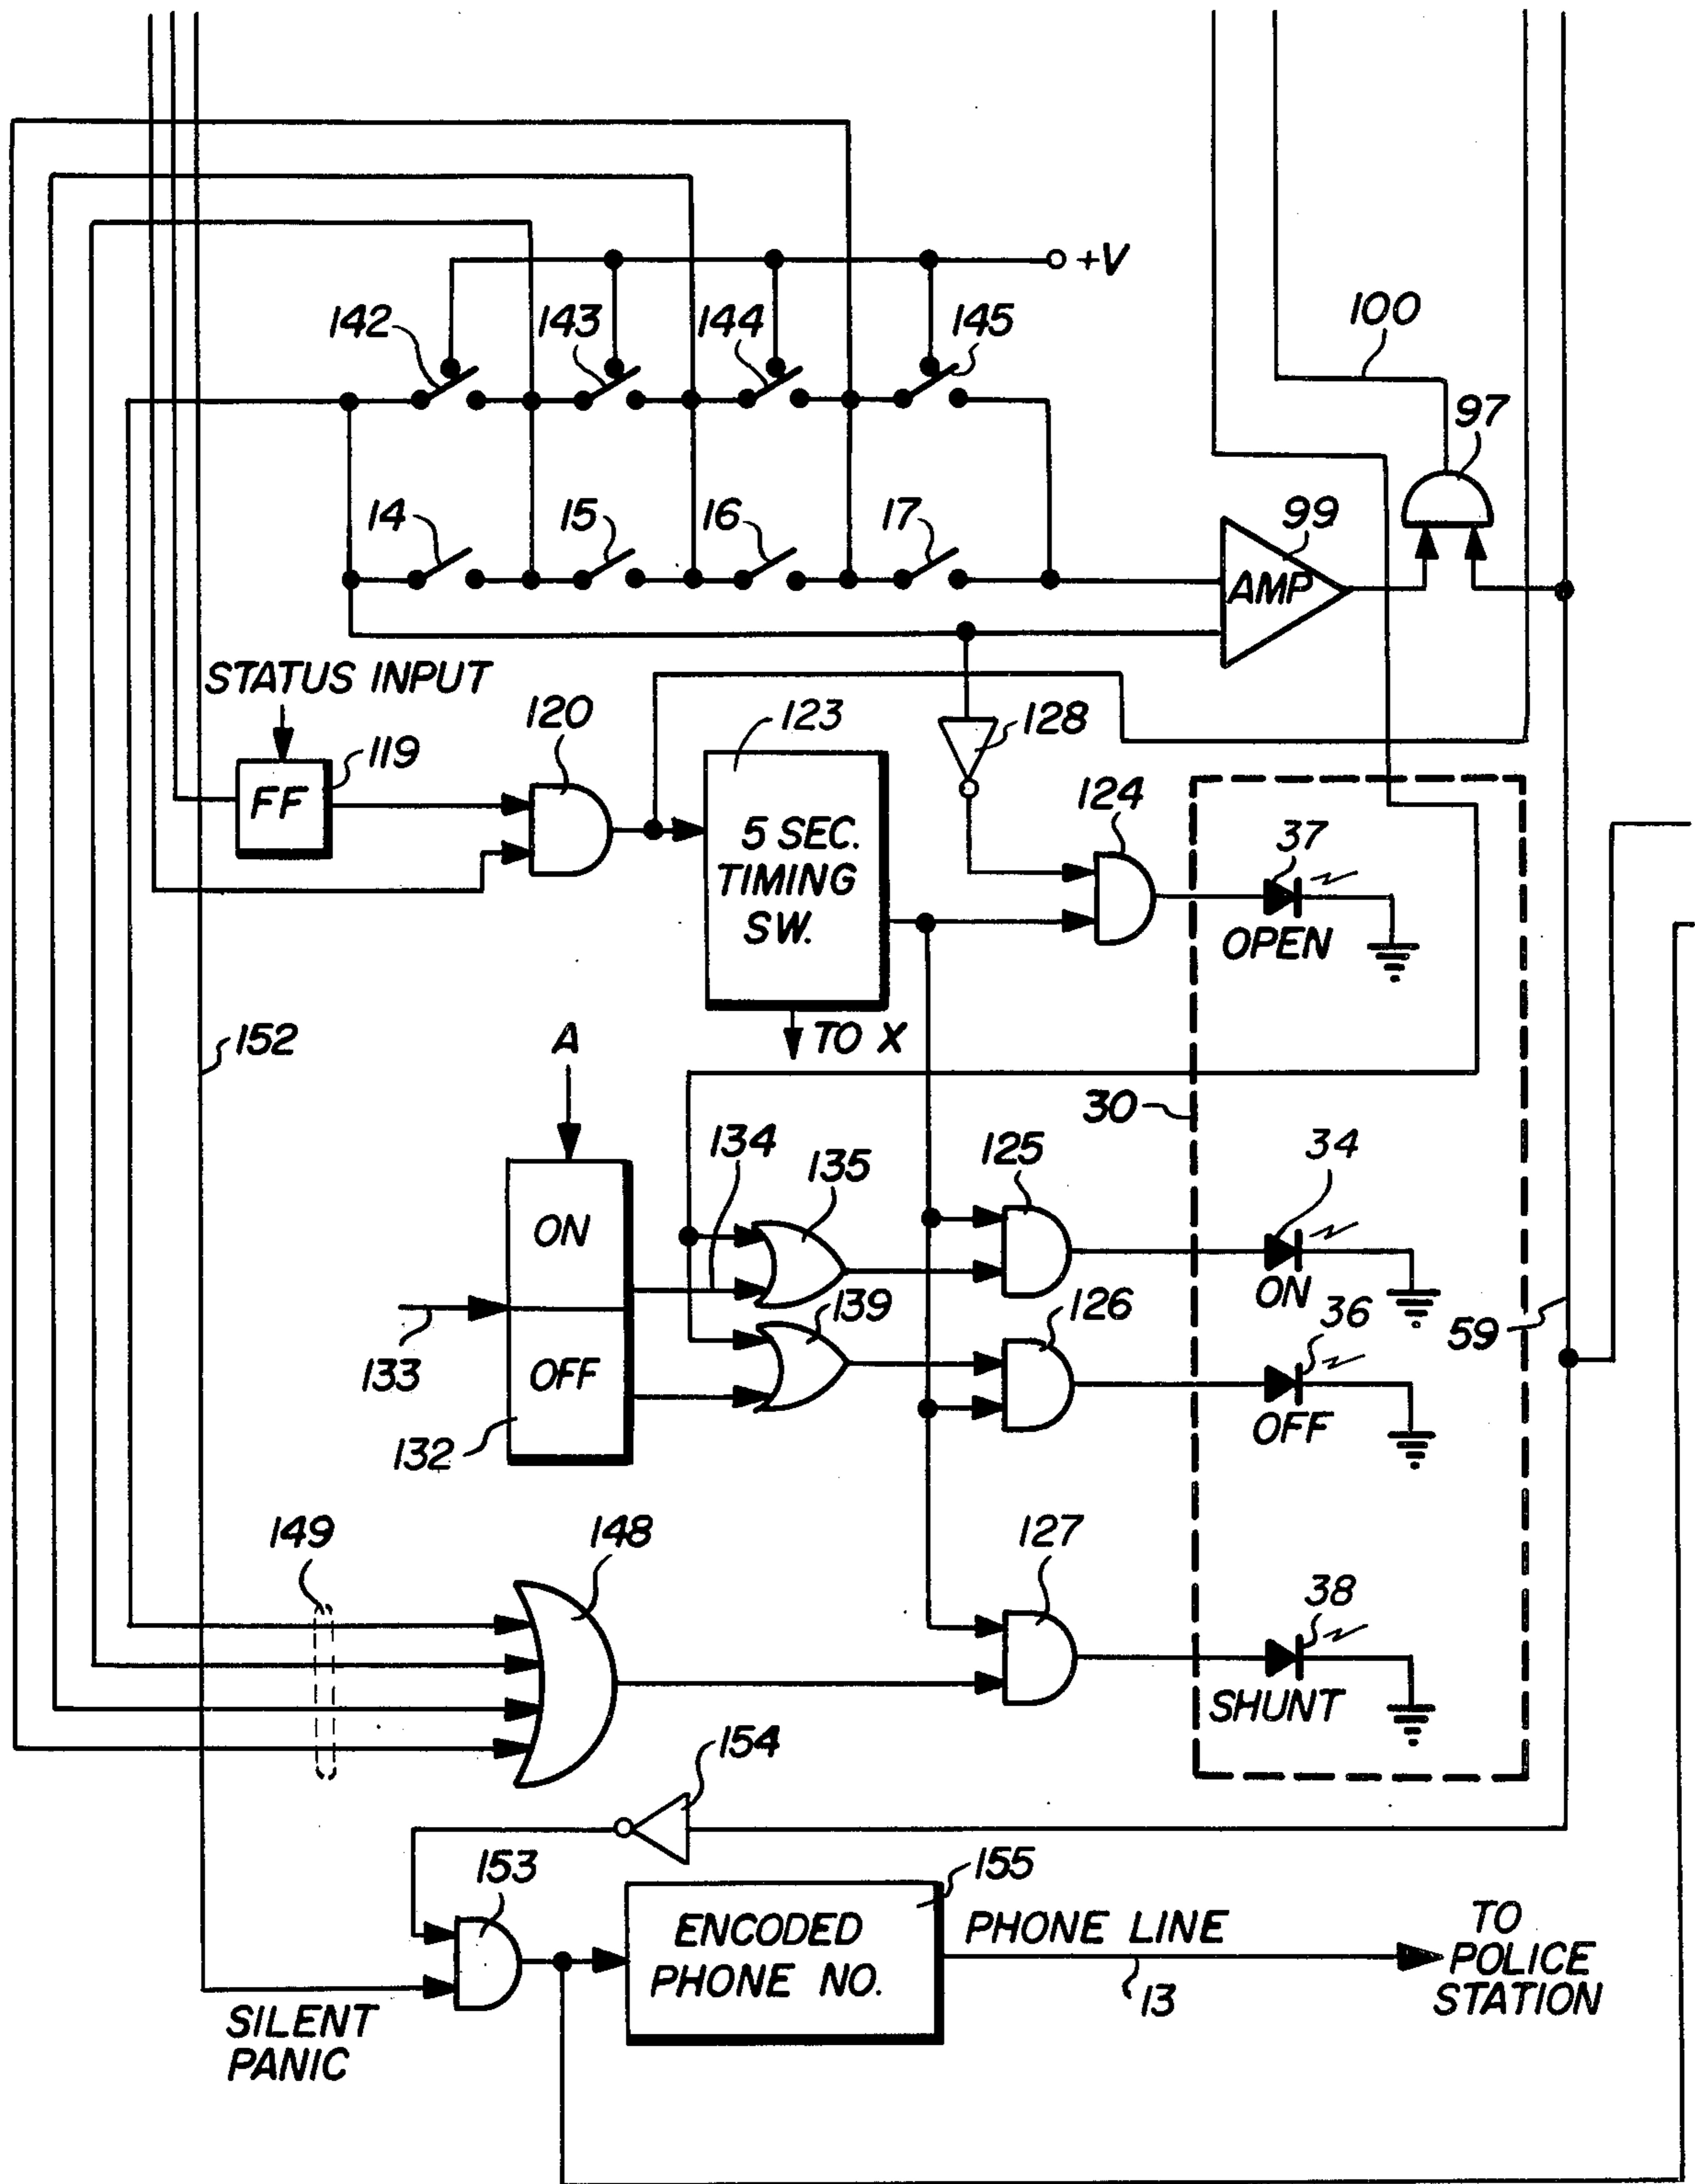 +V
142
143
144
145
100
97
14
15
16
17
99
AMP
STATUS INPUT
120
123
128
119
FF
124
5 SEC.
TIMING
SW.
37
OPEN
TO X
152
A
30
134
135
125
34
ON
ON
139
126
36
59
133
OFF
OFF
132
149
148
127
38
SHUNT
154
153
155
ENCODED
PHONE NO.
PHONE LINE
13
TO
POLICE
STATION
SILENT
PANIC